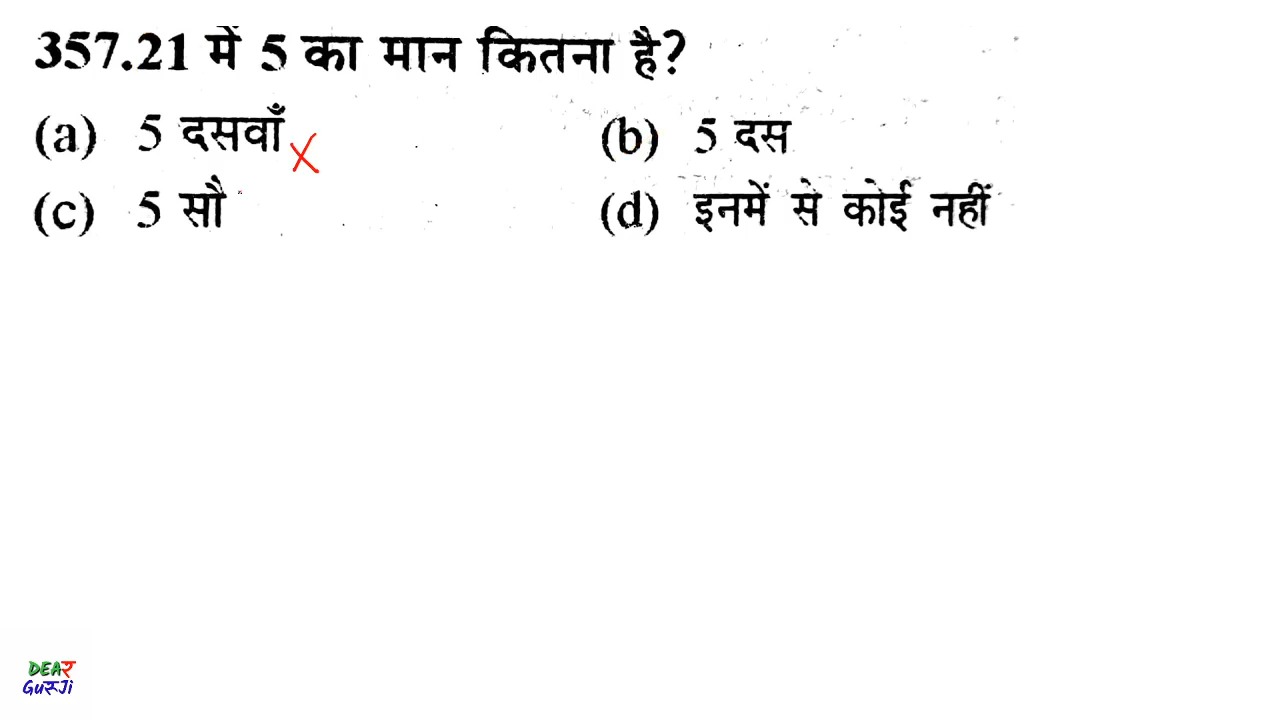 357.21 में 5 का मान कितना है?
(a) 5 दसवाँ (b) 5 दस
(c) 5 सौ (d) इनमें से कोई नहीं
DEAर
GuरूJi